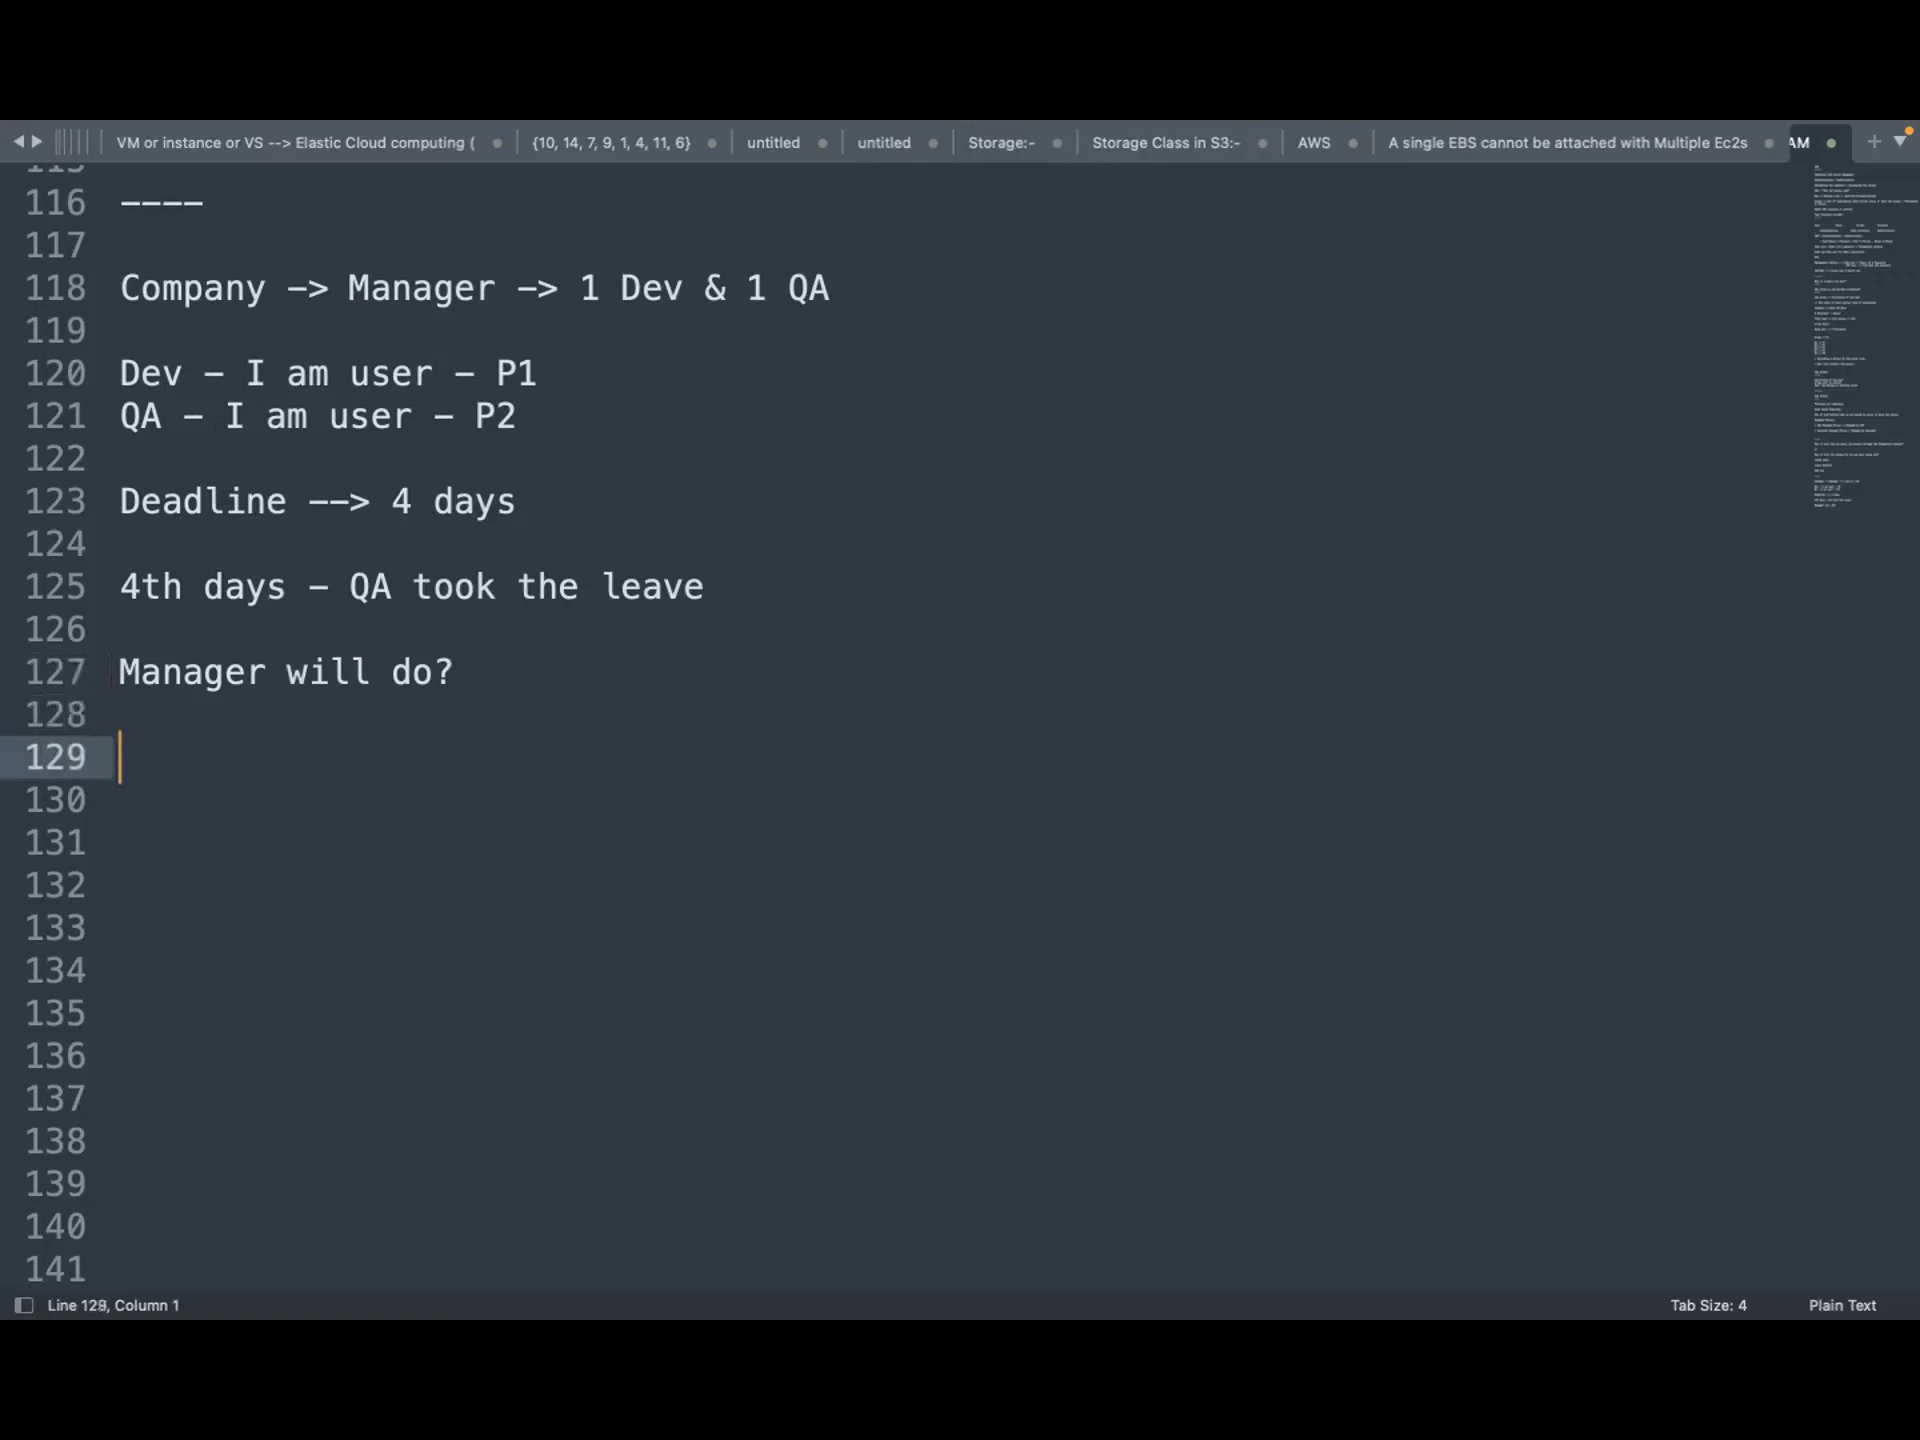 VM or instance or VS --> Elastic Cloud computing (
{10, 14, 7, 9, 1, 4, 11, 6}
untitled
untitled
Storage:-
Storage Class in S3:-
AWS
A single EBS cannot be attached with Multiple Ec2s
AM
116 ----
117
118 Company -> Manager -> 1 Dev & 1 QA
119
120 Dev - I am user - P1
121 QA - I am user - P2
122
123 Deadline --> 4 days
124
125 4th days - QA took the leave
126
127 Manager will do?
128
129
130
131
132
133
134
135
136
137
138
139
140
141
Line 129, Column 1
Tab Size: 4
Plain Text